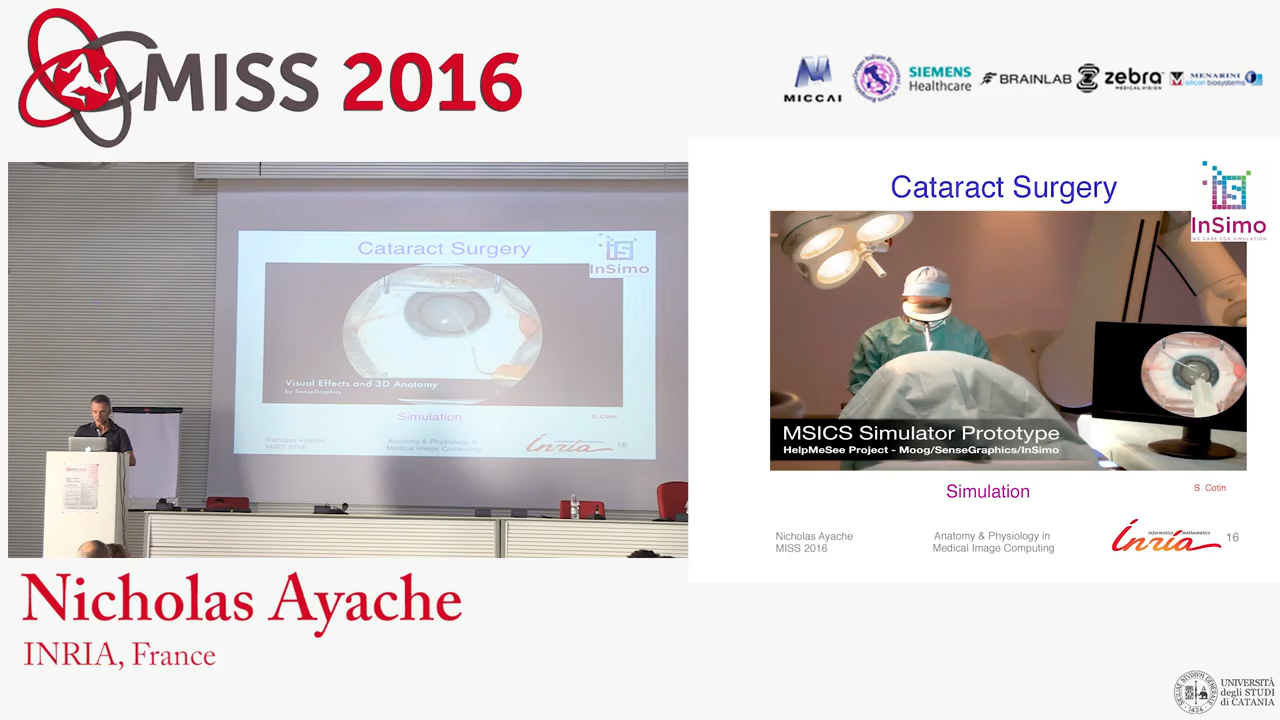 MISS 2016
MICCAI
SIEMENS
Healthcare
BRAINLAB
zebra
MEDICAL VISION
MENARINI
silicon biosystems
Cataract Surgery
InSimo
Visual Effects and 3D Anatomy
by SenseGraphics
Simulation
S. Cotin
Nicholas Ayache
MISS 2016
Anatomy & Physiology in
Medical Image Computing
Inria
16
Cataract Surgery
InSimo
WE CARE FOR SIMULATION
MSICS Simulator Prototype
HelpMeSee Project - Moog/SenseGraphics/InSimo
Simulation
S. Cotin
Nicholas Ayache
MISS 2016
Anatomy & Physiology in
Medical Image Computing
informatics mathematics
Inria
16
Nicholas Ayache
INRIA, France
UNIVERSITÀ
degli STUDI
di CATANIA